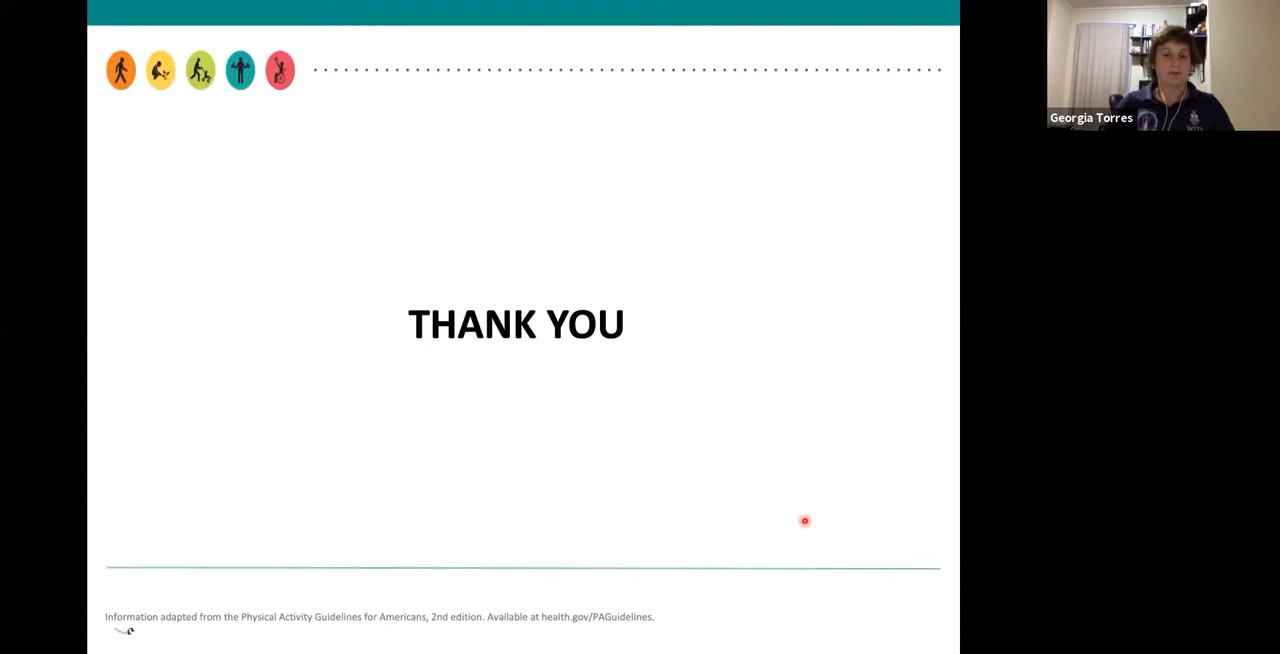 THANK YOU
Information adapted from the Physical Activity Guidelines for Americans, 2nd edition. Available at health.gov/PAGuidelines.
Georgia Torres